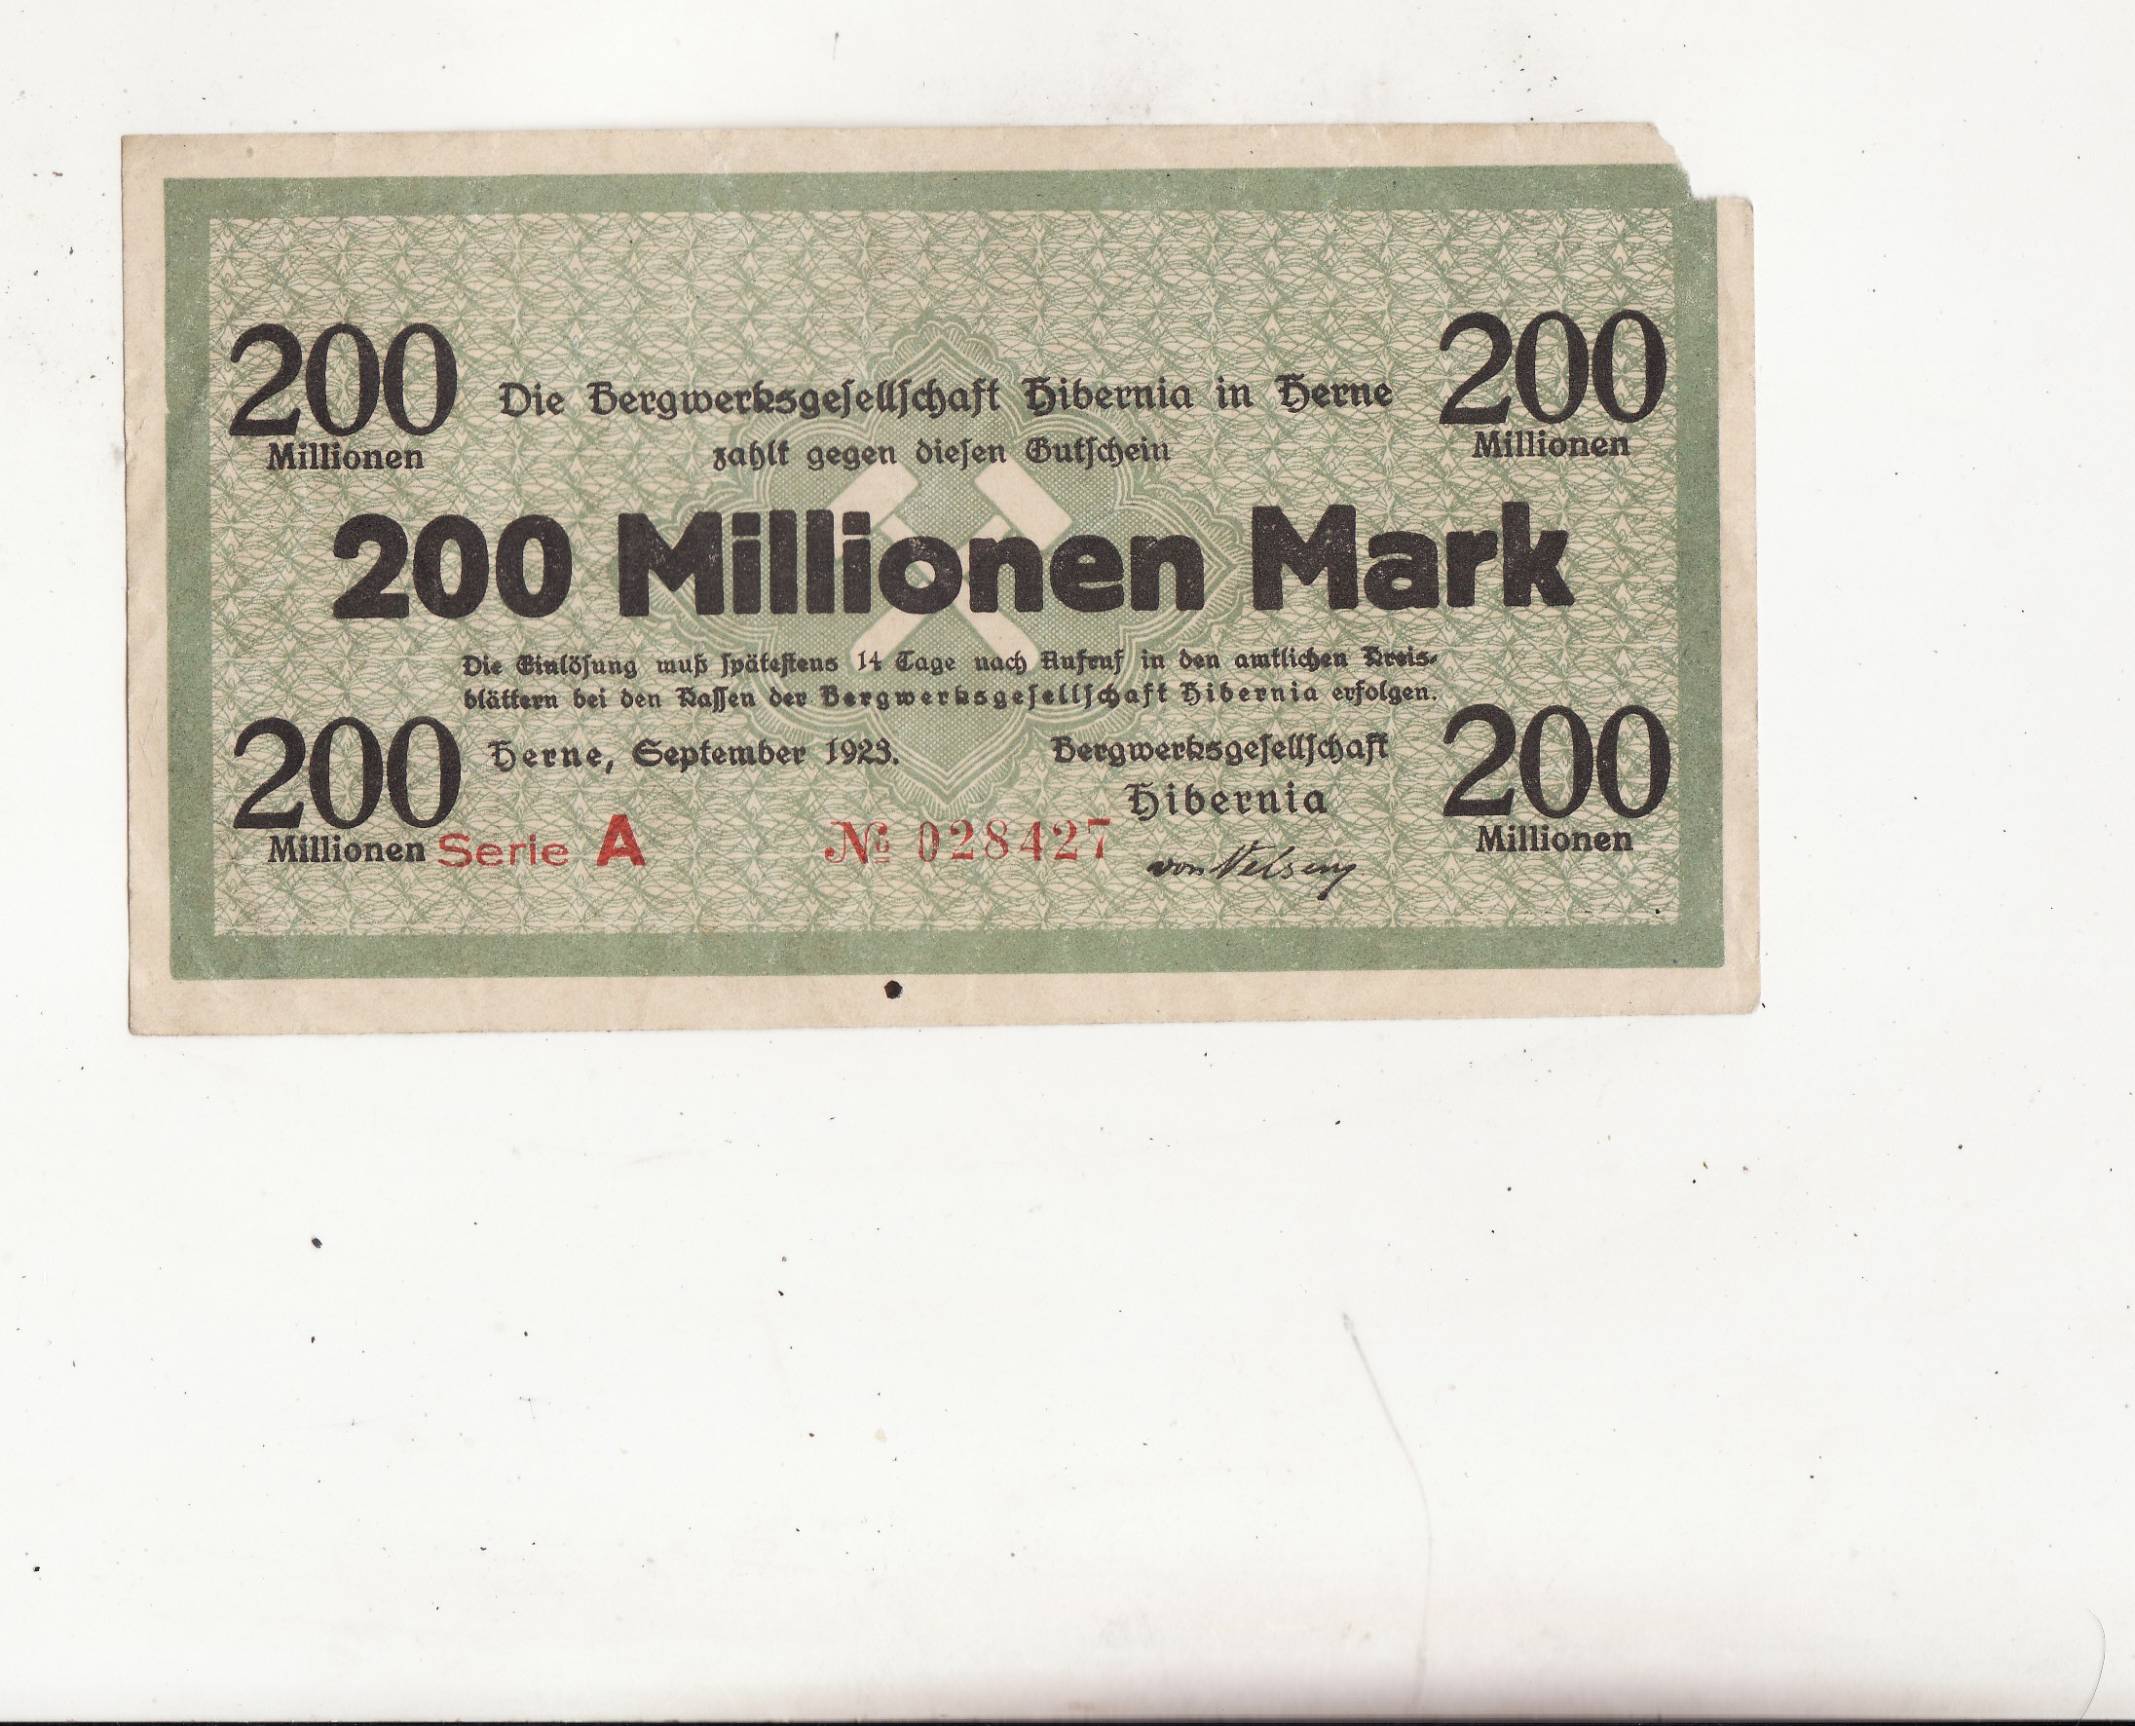 200 200
Millionen Millionen
Die Bergwerksgesellschaft Hibernia in Herne
zahlt gegen diesen Gutschein
200 Millionen Mark
Die Einlösung muß spätestens 14 Tage nach Aufruf in den amtlichen Kreis-
blättern bei den Kassen der Bergwerksgesellschaft Hibernia erfolgen.
200 Herne, September 1923. Bergwerksgesellschaft 200
Hibernia
Millionen Serie A № 028427 Millionen
von Velsen